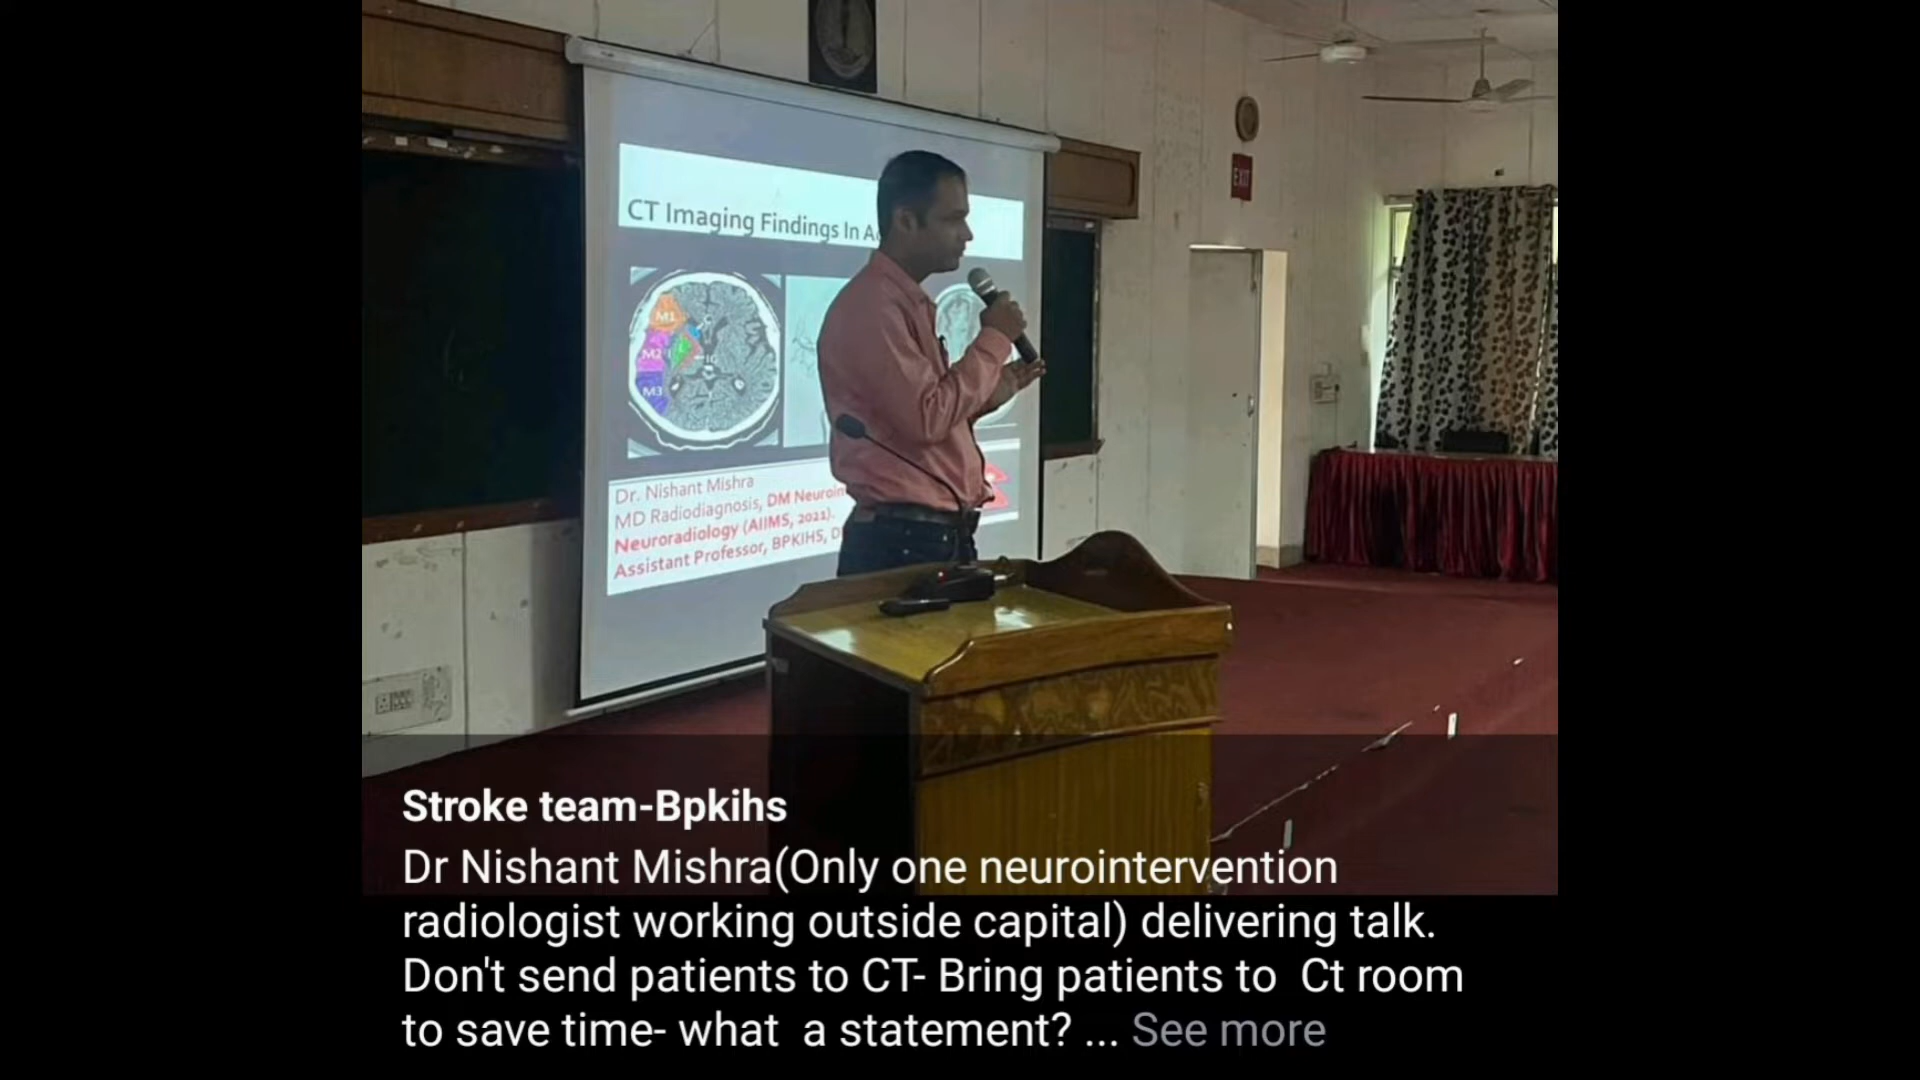 CT Imaging Findings In
EXIT
M1
M2
M3
C
L
I
IC
Dr. Nishant Mishra
MD Radiodiagnosis, DM Neuroin
Neuroradiology (AIIMS, 2021).
Assistant Professor, BPKIHS, D
Stroke team-Bpkihs
Dr Nishant Mishra(Only one neurointervention
radiologist working outside capital) delivering talk.
Don't send patients to CT- Bring patients to Ct room
to save time- what a statement? ... See more